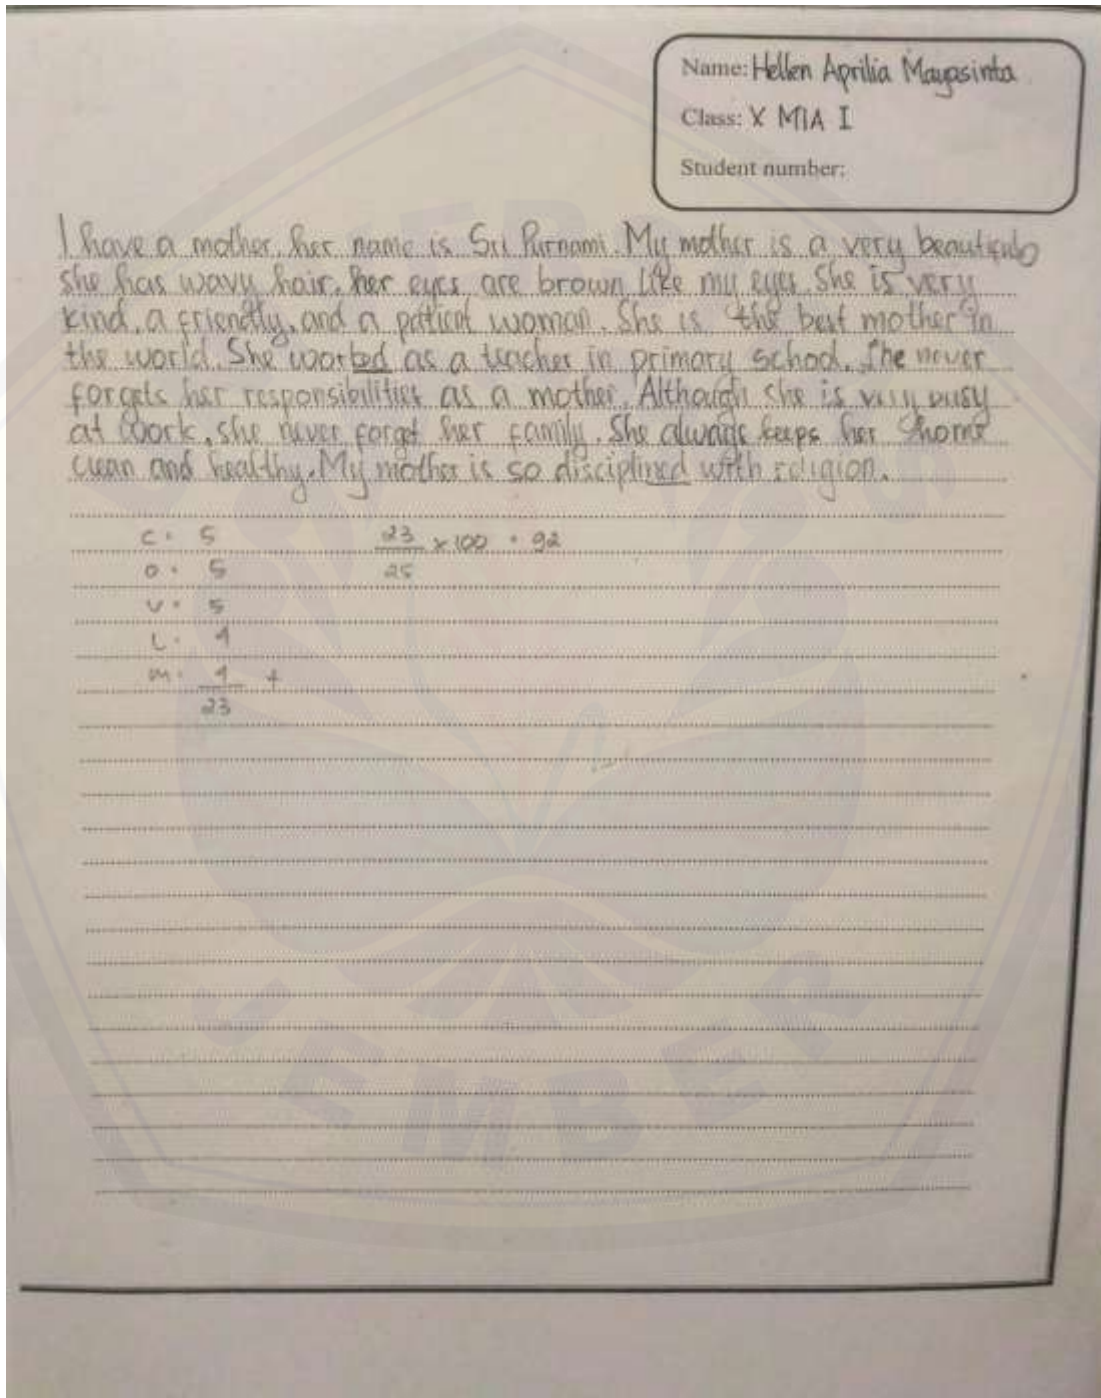 Name: Hellen Aprilia Mayasinta
Class: X MIA I
Student number:
I have a mother, her name is Sri Purnami. My mother is a very beautiful
she has wavy hair, her eyes are brown like my eyes. She is very
kind, a friendly, and a patient woman. She is the best mother in
the world. She worked as a teacher in primary school. She never
forgets her responsibilities as a mother. Although she is very busy
at work, she never forget her family. She always keeps her home
clean and healthy. My mother is so disciplined with religion.
C = 5
O = 5
V = 5
L = 4
M = 4 +
23
23/25 x 100 = 92
JEMBER